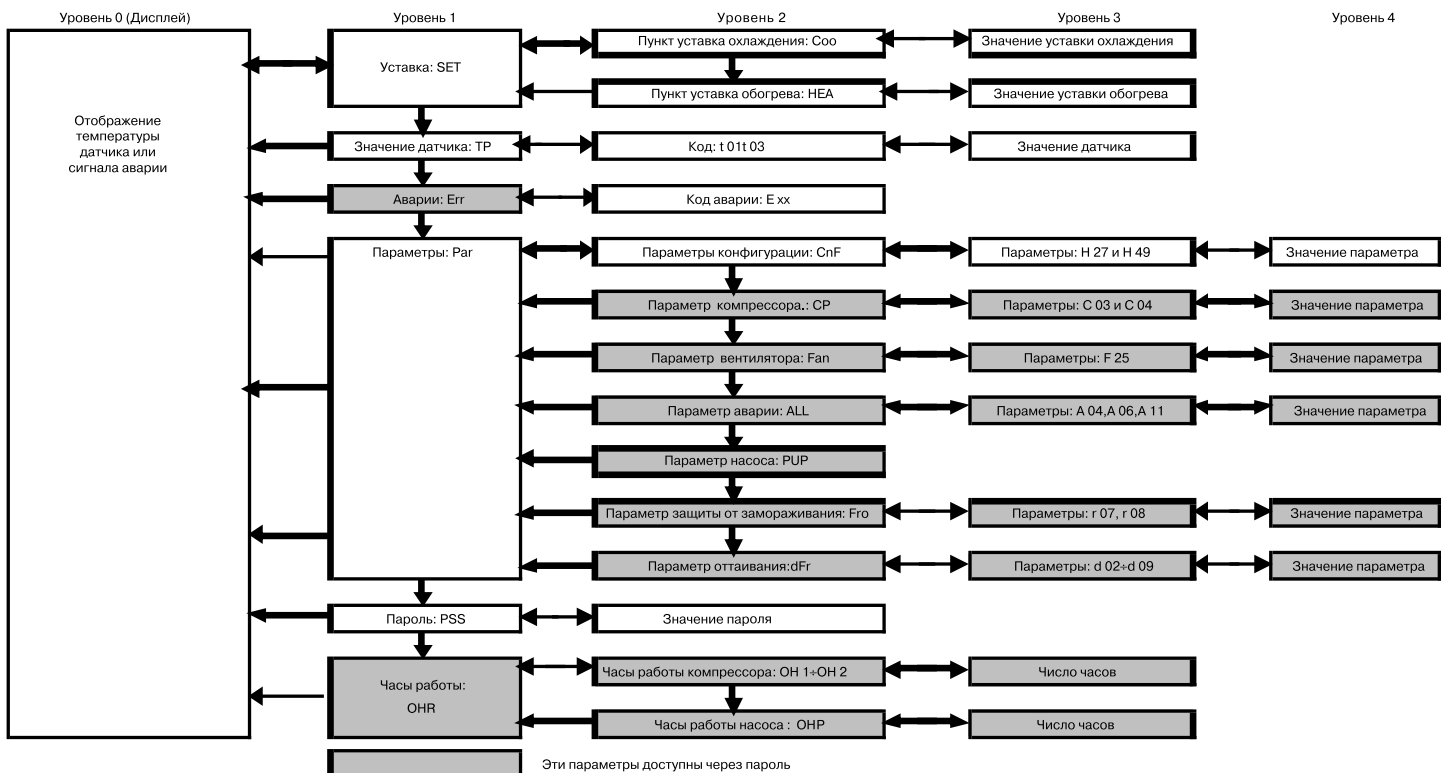 Уровень 0 (Дисплей) Уровень 1 Уровень 2 Уровень 3 Уровень 4
Отображение
температуры
датчика или
сигнала аварии
Уставка: SET
Пункт уставка охлаждения: Coo
Значение уставки охлаждения
Пункт уставка обогрева: HEA
Значение уставки обогрева
Значение датчика: TP
Код: t 01t 03
Значение датчика
Аварии: Err
Код аварии: E xx
Параметры: Par
Параметры конфигурации: CnF
Параметры: H 27 и H 49
Значение параметра
Параметр компрессора.: CP
Параметры: C 03 и C 04
Значение параметра
Параметр вентилятора: Fan
Параметры: F 25
Значение параметра
Параметр аварии: ALL
Параметры: A 04,A 06,A 11
Значение параметра
Параметр насоса: PUP
Параметр защиты от замораживания: Fro
Параметры: r 07, r 08
Значение параметра
Параметр оттаивания:dFr
Параметры: d 02÷d 09
Значение параметра
Пароль: PSS
Значение пароля
Часы работы:
OHR
Часы работы компрессора: OH 1÷OH 2
Число часов
Часы работы насоса : OHP
Число часов
Эти параметры доступны через пароль